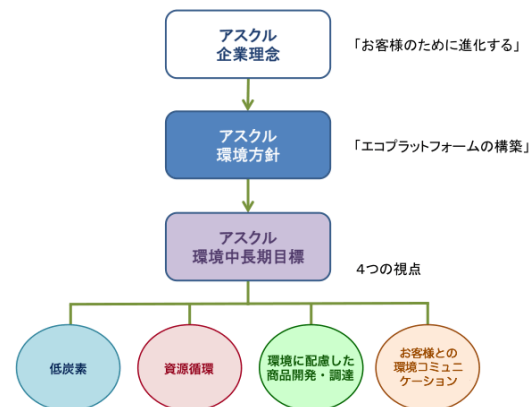 アスクル
企業理念
「お客様のために進化する」
アスクル
環境方針
「エコプラットフォームの構築」
アスクル
環境中長期目標
4つの視点
低炭素
資源循環
環境に配慮した
商品開発・調達
お客様との
環境コミュニ
ケーション